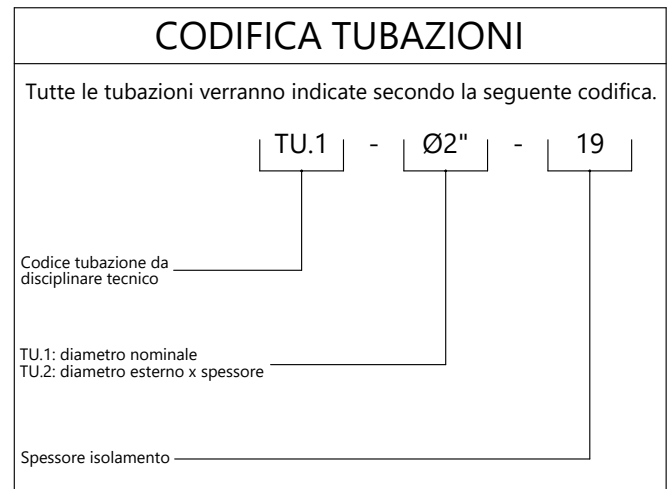 CODIFICA TUBAZIONI
Tutte le tubazioni verranno indicate secondo la seguente codifica.
TU.1 - Ø2" - 19
Codice tubazione da
disciplinare tecnico
TU.1: diametro nominale
TU.2: diametro esterno x spessore
Spessore isolamento